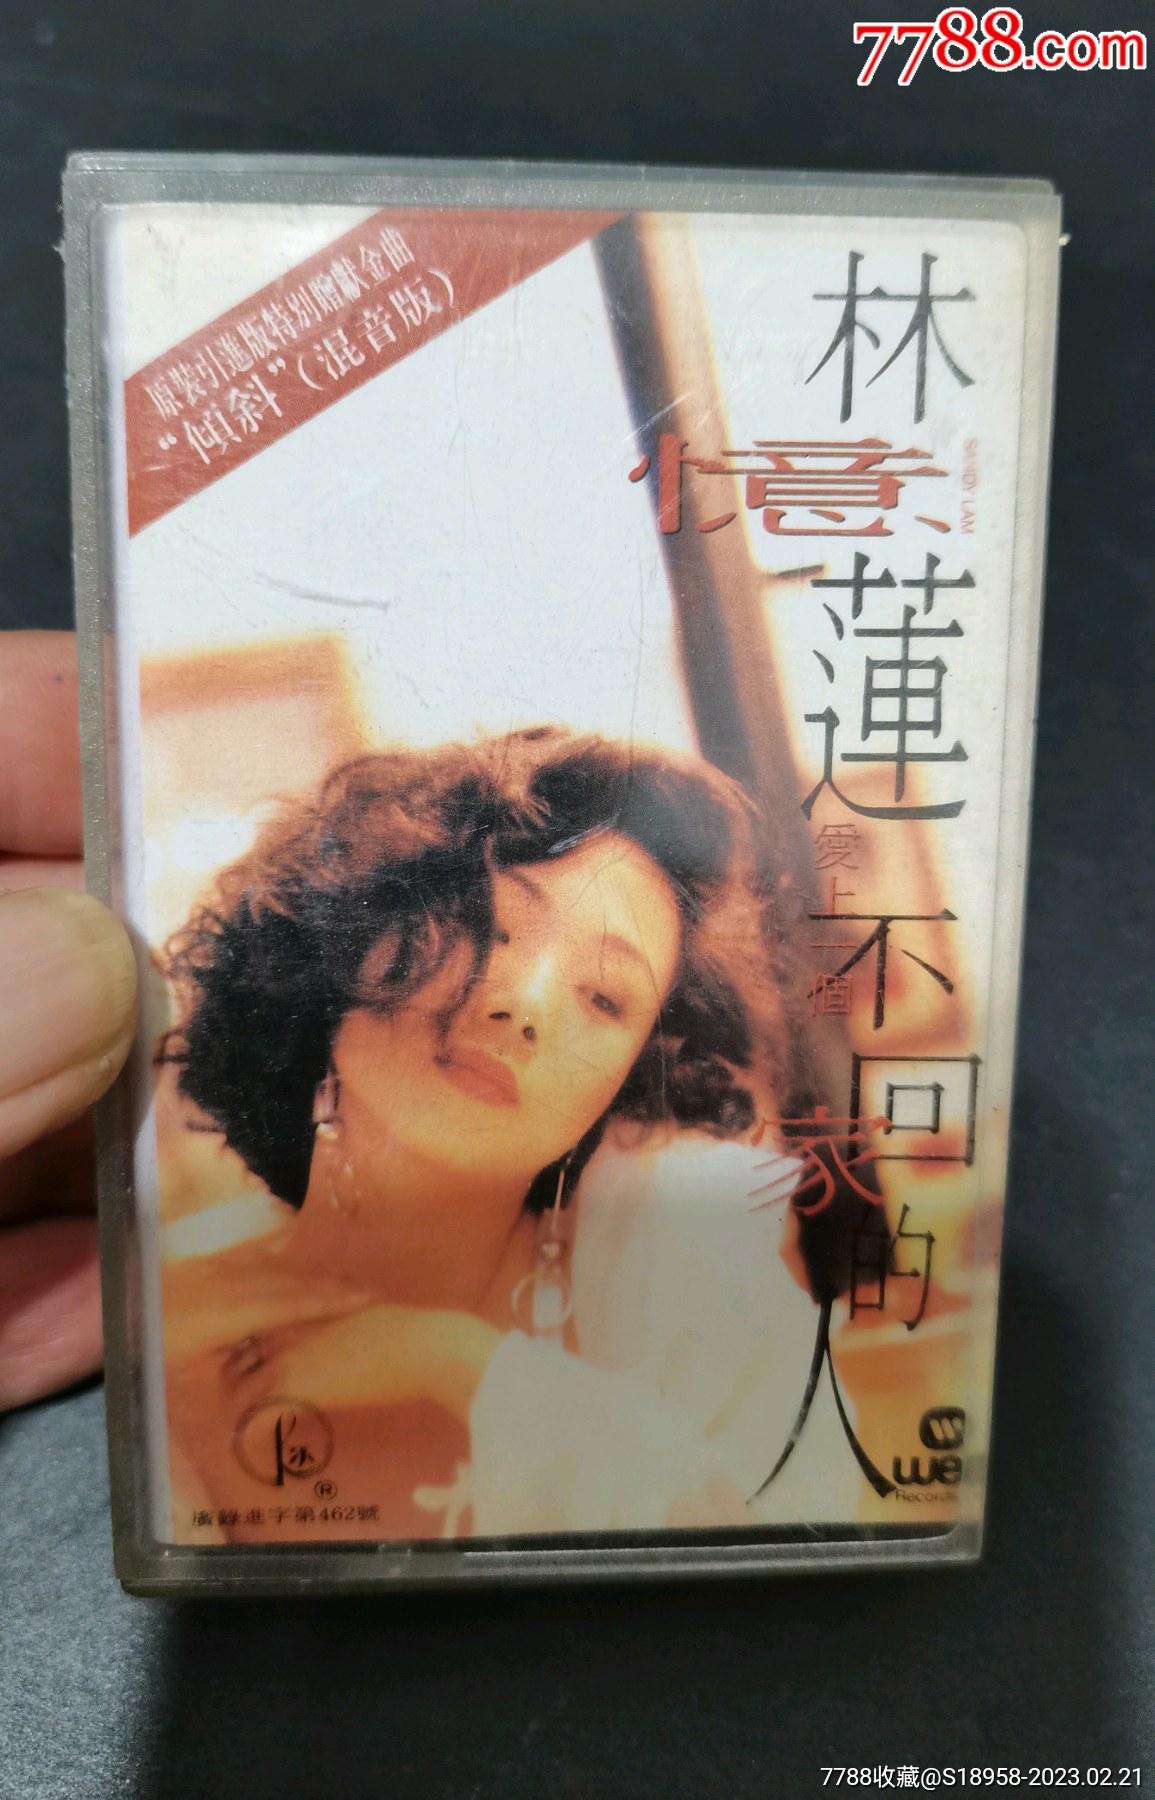 7788.com
原裝引進版特别贈獻金曲
“傾斜”（混音版）
林憶蓮
SANDY LAM
愛上一個
不回家的人
R
廣錄進字第462號
Records
7788收藏@S18958-2023.02.21